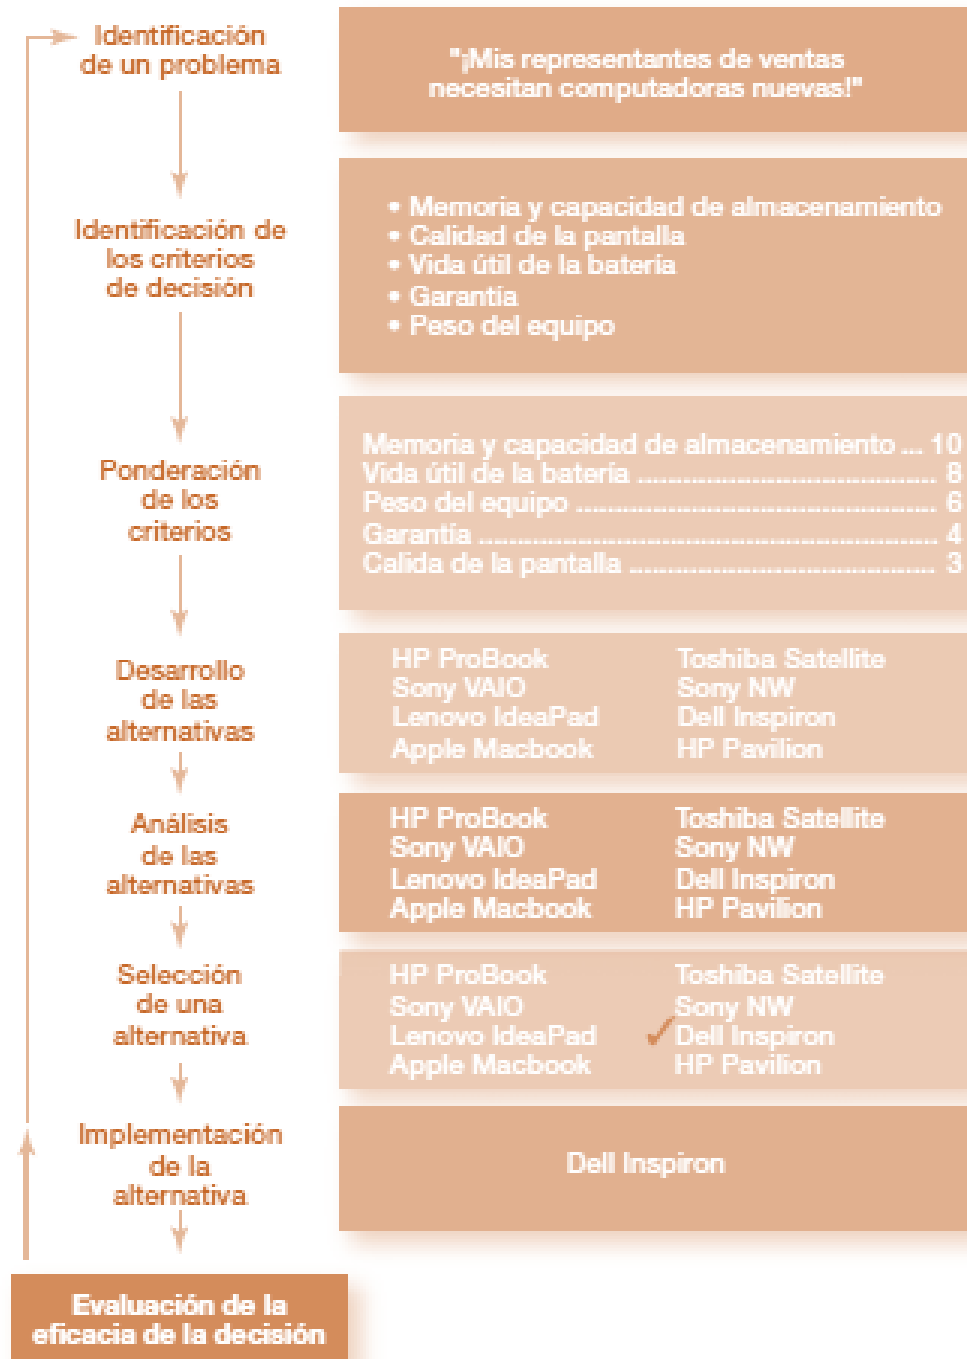 Identificación
de un problema
"¡Mis representantes de ventas
necesitan computadoras nuevas!"
Identificación de
los criterios
de decisión
• Memoria y capacidad de almacenamiento
• Calidad de la pantalla
• Vida útil de la batería
• Garantía
• Peso del equipo
Ponderación
de los
criterios
Memoria y capacidad de almacenamiento ... 10
Vida útil de la batería ........................................ 8
Peso del equipo ................................................ 6
Garantía ............................................................. 4
Calida de la pantalla ......................................... 3
Desarrollo
de las
alternativas
HP ProBook Toshiba Satellite
Sony VAIO Sony NW
Lenovo IdeaPad Dell Inspiron
Apple Macbook HP Pavilion
Análisis
de las
alternativas
HP ProBook Toshiba Satellite
Sony VAIO Sony NW
Lenovo IdeaPad Dell Inspiron
Apple Macbook HP Pavilion
Selección
de una
alternativa
HP ProBook Toshiba Satellite
Sony VAIO Sony NW
Lenovo IdeaPad ✓ Dell Inspiron
Apple Macbook HP Pavilion
Implementación
de la
alternativa
Dell Inspiron
Evaluación de la
eficacia de la decisión